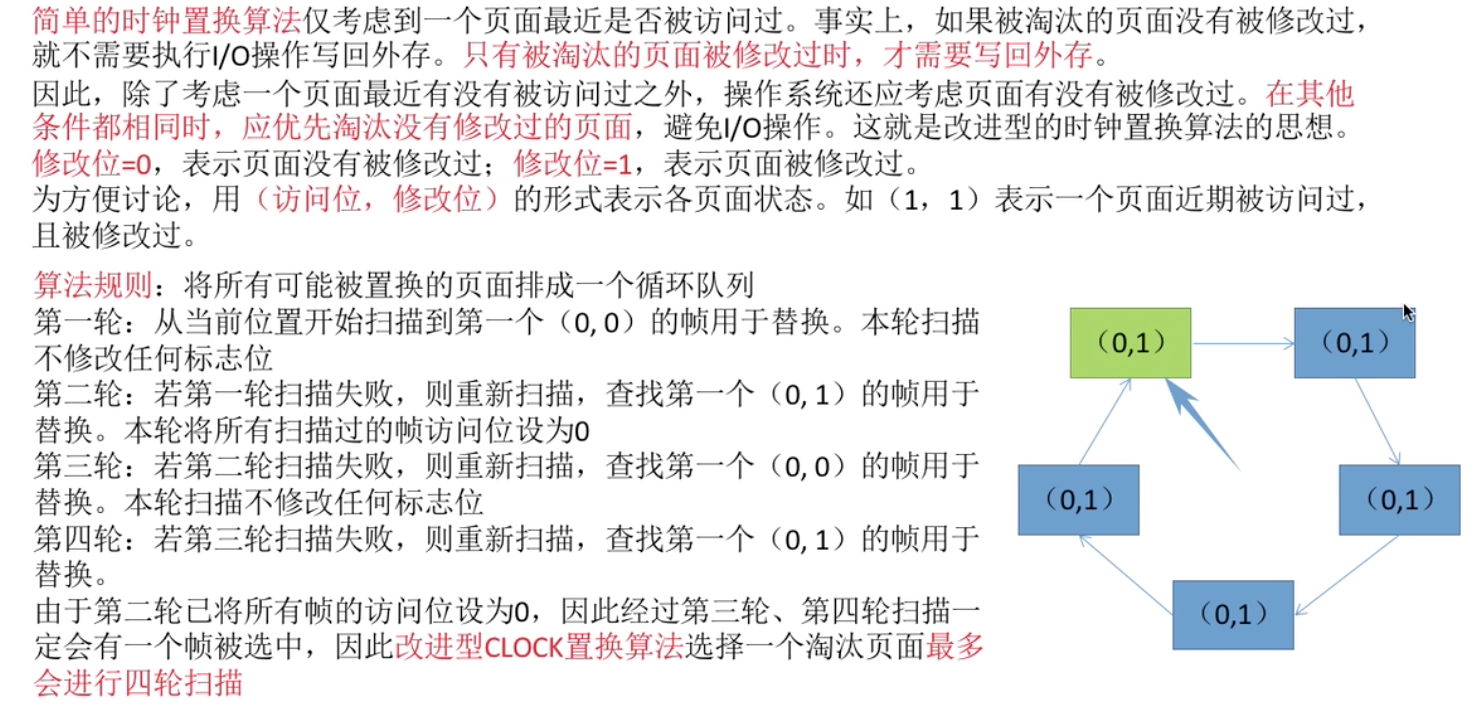 简单的时钟置换算法仅考虑到一个页面最近是否被访问过。事实上，如果被淘汰的页面没有被修改过，
就不需要执行I/O操作写回外存。只有被淘汰的页面被修改过时，才需要写回外存。
因此，除了考虑一个页面最近有没有被访问过之外，操作系统还应考虑页面有没有被修改过。在其他
条件都相同时，应优先淘汰没有修改过的页面，避免I/O操作。这就是改进型的时钟置换算法的思想。
修改位=0，表示页面没有被修改过；修改位=1，表示页面被修改过。
为方便讨论，用（访问位，修改位）的形式表示各页面状态。如（1，1）表示一个页面近期被访问过，
且被修改过。
算法规则：将所有可能被置换的页面排成一个循环队列
第一轮：从当前位置开始扫描到第一个（0, 0）的帧用于替换。本轮扫描
不修改任何标志位
第二轮：若第一轮扫描失败，则重新扫描，查找第一个（0, 1）的帧用于
替换。本轮将所有扫描过的帧访问位设为0
第三轮：若第二轮扫描失败，则重新扫描，查找第一个（0, 0）的帧用于
替换。本轮扫描不修改任何标志位
第四轮：若第三轮扫描失败，则重新扫描，查找第一个（0, 1）的帧用于
替换。
由于第二轮已将所有帧的访问位设为0，因此经过第三轮、第四轮扫描一
定会有一个帧被选中，因此改进型CLOCK置换算法选择一个淘汰页面最多
会进行四轮扫描
（0,1）
（0,1）
（0,1）
（0,1）
（0,1）